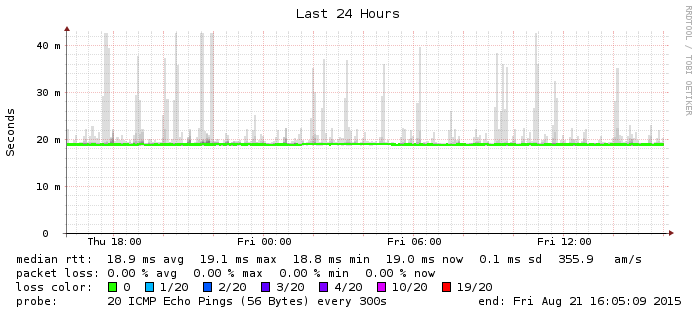 Last 24 Hours
RRDTOOL / TOBI OETIKER
Seconds
40 m
30 m
20 m
10 m
0
Thu 18:00 Fri 00:00 Fri 06:00 Fri 12:00
median rtt: 18.9 ms avg 19.1 ms max 18.8 ms min 19.0 ms now 0.1 ms sd 355.9 am/s
packet loss: 0.00 % avg 0.00 % max 0.00 % min 0.00 % now
loss color: 0 1/20 2/20 3/20 4/20 10/20 19/20
probe: 20 ICMP Echo Pings (56 Bytes) every 300s end: Fri Aug 21 16:05:09 2015